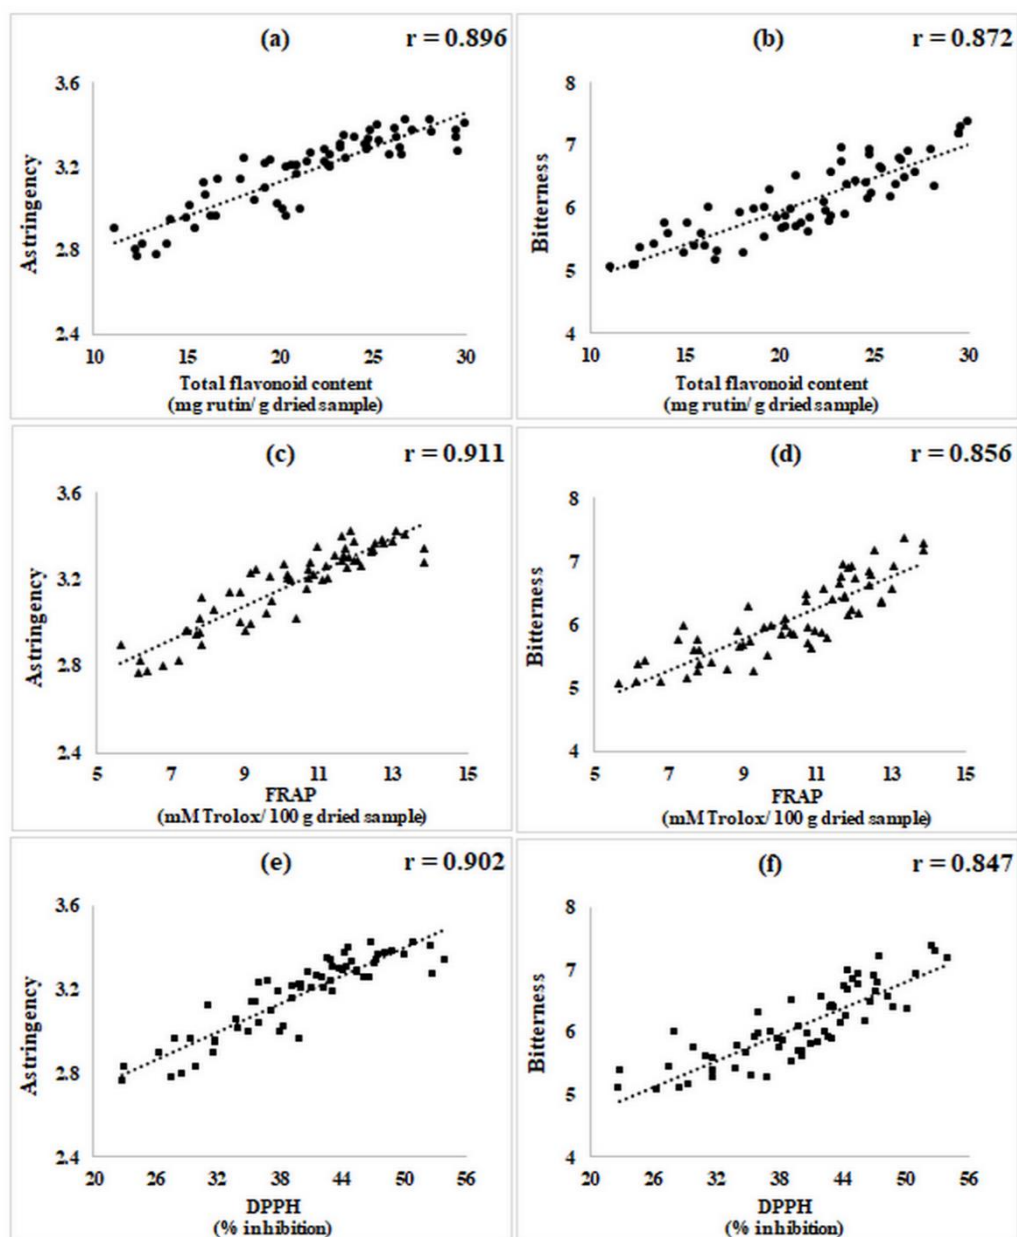 (a) r = 0.896
3.6
3.2
2.8
2.4
Astringency
10 15 20 25 30
Total flavonoid content
(mg rutin/ g dried sample)
(b) r = 0.872
8
7
6
5
4
Bitterness
10 15 20 25 30
Total flavonoid content
(mg rutin/ g dried sample)
(c) r = 0.911
3.6
3.2
2.8
2.4
Astringency
5 7 9 11 13 15
FRAP
(mM Trolox/ 100 g dried sample)
(d) r = 0.856
8
7
6
5
4
Bitterness
5 7 9 11 13 15
FRAP
(mM Trolox/ 100 g dried sample)
(e) r = 0.902
3.6
3.2
2.8
2.4
Astringency
20 26 32 38 44 50 56
DPPH
(% inhibition)
(f) r = 0.847
8
7
6
5
4
Bitterness
20 26 32 38 44 50 56
DPPH
(% inhibition)